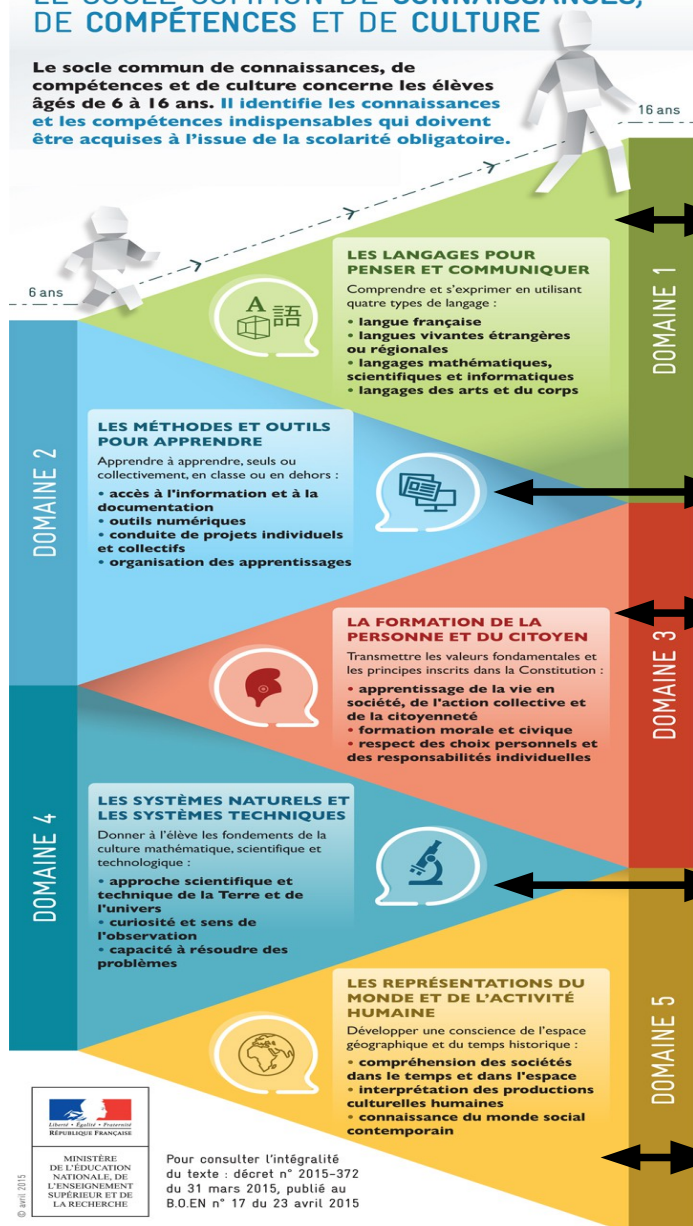 LE SOCLE COMMUN DE CONNAISSANCES,
DE COMPÉTENCES ET DE CULTURE
Le socle commun de connaissances, de
compétences et de culture concerne les élèves
âgés de 6 à 16 ans. Il identifie les connaissances
et les compétences indispensables qui doivent
être acquises à l'issue de la scolarité obligatoire.
16 ans
6 ans
DOMAINE 1
LES LANGAGES POUR
PENSER ET COMMUNIQUER
Comprendre et s'exprimer en utilisant
quatre types de langage :
• langue française
• langues vivantes étrangères
ou régionales
• langages mathématiques,
scientifiques et informatiques
• langages des arts et du corps
A 語
DOMAINE 2
LES MÉTHODES ET OUTILS
POUR APPRENDRE
Apprendre à apprendre, seuls ou
collectivement, en classe ou en dehors :
• accès à l'information et à la
documentation
• outils numériques
• conduite de projets individuels
et collectifs
• organisation des apprentissages
DOMAINE 3
LA FORMATION DE LA
PERSONNE ET DU CITOYEN
Transmettre les valeurs fondamentales et
les principes inscrits dans la Constitution :
• apprentissage de la vie en
société, de l'action collective et
de la citoyenneté
• formation morale et civique
• respect des choix personnels et
des responsabilités individuelles
DOMAINE 4
LES SYSTÈMES NATURELS ET
LES SYSTÈMES TECHNIQUES
Donner à l'élève les fondements de la
culture mathématique, scientifique et
technologique :
• approche scientifique et
technique de la Terre et de
l'univers
• curiosité et sens de
l'observation
• capacité à résoudre des
problèmes
DOMAINE 5
LES REPRÉSENTATIONS DU
MONDE ET DE L'ACTIVITÉ
HUMAINE
Développer une conscience de l'espace
géographique et du temps historique :
• compréhension des sociétés
dans le temps et dans l'espace
• interprétation des productions
culturelles humaines
• connaissance du monde social
contemporain
Liberté • Égalité • Fraternité
RÉPUBLIQUE FRANÇAISE
MINISTÈRE
DE L'ÉDUCATION
NATIONALE, DE
L'ENSEIGNEMENT
SUPÉRIEUR ET DE
LA RECHERCHE
© avril 2015
Pour consulter l'intégralité
du texte : décret n° 2015-372
du 31 mars 2015, publié au
B.O.EN n° 17 du 23 avril 2015